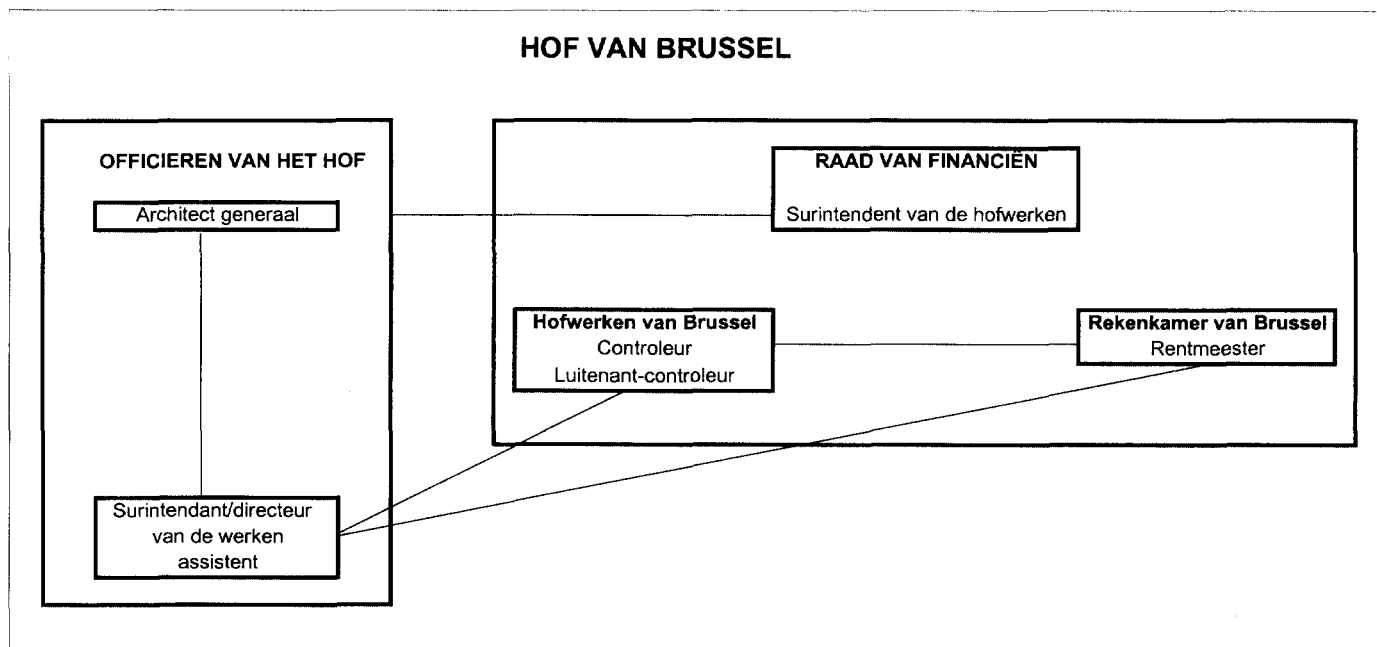 HOF VAN BRUSSEL
OFFICIEREN VAN HET HOF
Architect generaal
Surintendant/directeur
van de werken
assistent
RAAD VAN FINANCIËN
Surintendent van de hofwerken
Hofwerken van Brussel
Controleur
Luitenant-controleur
Rekenkamer van Brussel
Rentmeester